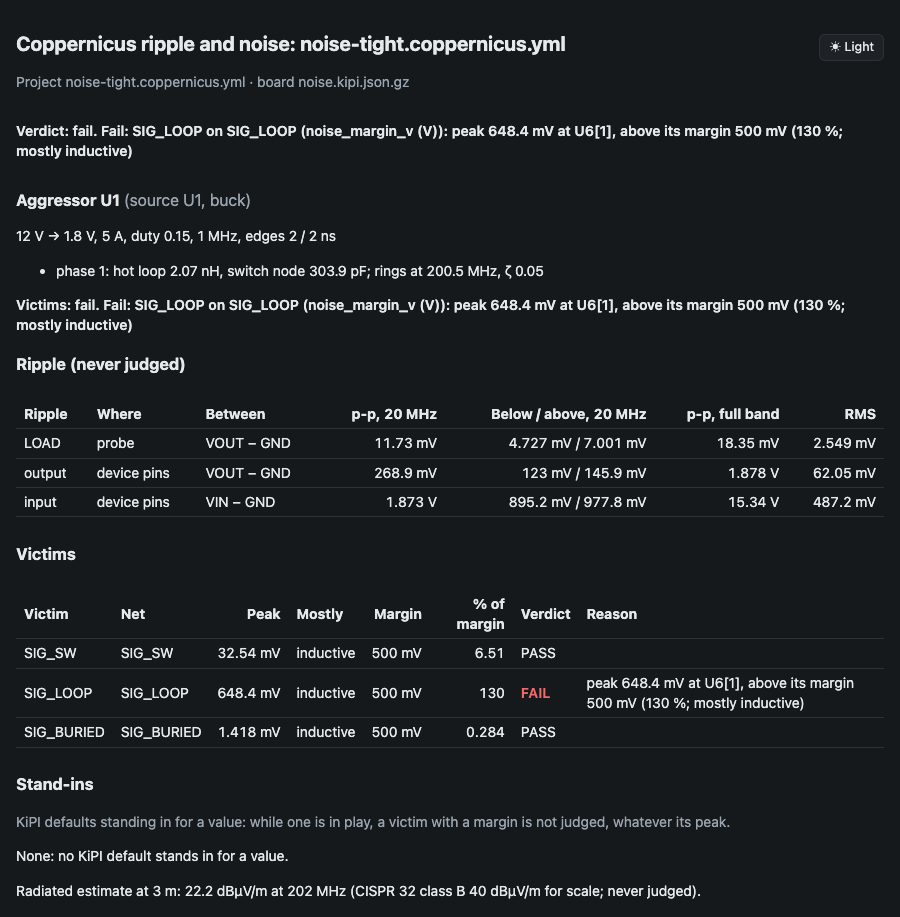 Coppernicus ripple and noise: noise-tight.coppernicus.yml
☀ Light
Project noise-tight.coppernicus.yml · board noise.kipi.json.gz
Verdict: fail. Fail: SIG_LOOP on SIG_LOOP (noise_margin_v (V)): peak 648.4 mV at U6[1], above its margin 500 mV (130 %;
mostly inductive)
Aggressor U1 (source U1, buck)
12 V → 1.8 V, 5 A, duty 0.15, 1 MHz, edges 2 / 2 ns
• phase 1: hot loop 2.07 nH, switch node 303.9 pF; rings at 200.5 MHz, ζ 0.05
Victims: fail. Fail: SIG_LOOP on SIG_LOOP (noise_margin_v (V)): peak 648.4 mV at U6[1], above its margin 500 mV (130 %;
mostly inductive)
Ripple (never judged)
Ripple Where Between p-p, 20 MHz Below / above, 20 MHz p-p, full band RMS
LOAD probe VOUT – GND 11.73 mV 4.727 mV / 7.001 mV 18.35 mV 2.549 mV
output device pins VOUT – GND 268.9 mV 123 mV / 145.9 mV 1.878 V 62.05 mV
input device pins VIN – GND 1.873 V 895.2 mV / 977.8 mV 15.34 V 487.2 mV
Victims
Victim Net Peak Mostly Margin % of margin Verdict Reason
SIG_SW SIG_SW 32.54 mV inductive 500 mV 6.51 PASS
SIG_LOOP SIG_LOOP 648.4 mV inductive 500 mV 130 FAIL peak 648.4 mV at U6[1], above its margin
500 mV (130 %; mostly inductive)
SIG_BURIED SIG_BURIED 1.418 mV inductive 500 mV 0.284 PASS
Stand-ins
KiPI defaults standing in for a value: while one is in play, a victim with a margin is not judged, whatever its peak.
None: no KiPI default stands in for a value.
Radiated estimate at 3 m: 22.2 dBµV/m at 202 MHz (CISPR 32 class B 40 dBµV/m for scale; never judged).